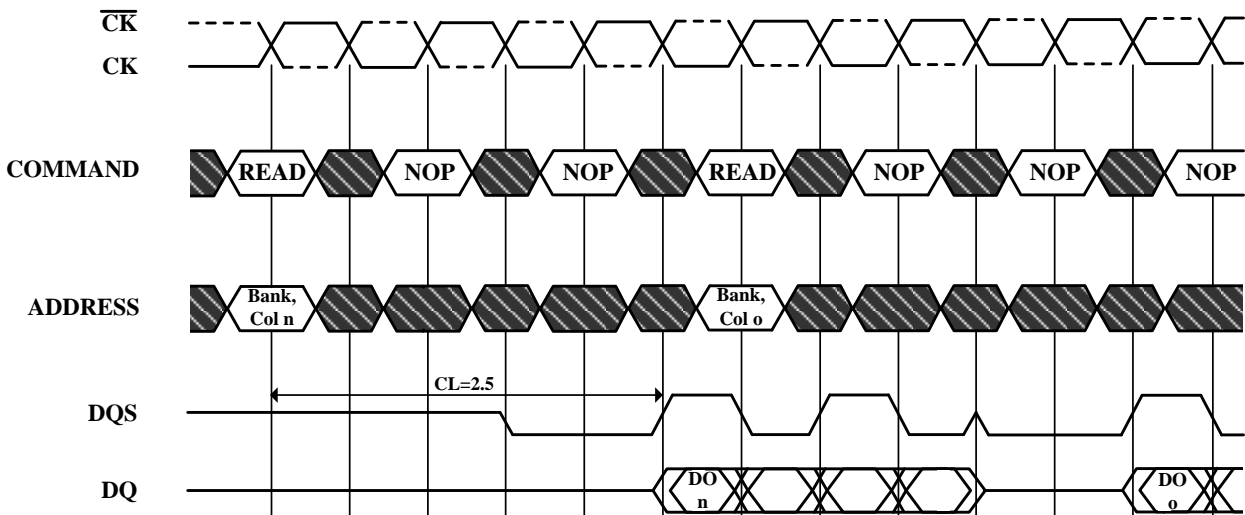 CK
CK
COMMAND
READ NOP NOP READ NOP NOP NOP
ADDRESS
Bank,
Col n
Bank,
Col o
CL=2.5
DQS
DQ
DO
n
DO
o